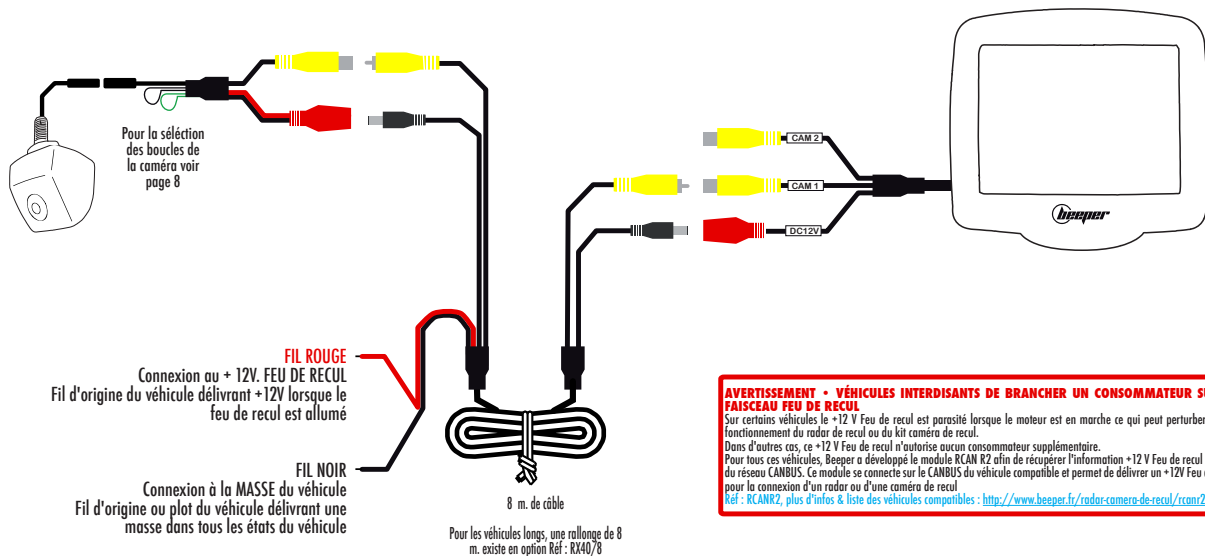 Pour la séléction
des boucles de
la caméra voir
page 8
CAM 2
CAM 1
DC12V
beeper
FIL ROUGE
Connexion au + 12V. FEU DE RECUL
Fil d'origine du véhicule délivrant +12V lorsque le
feu de recul est allumé
FIL NOIR
Connexion à la MASSE du véhicule
Fil d'origine ou plot du véhicule délivrant une
masse dans tous les états du véhicule
8 m. de câble
Pour les véhicules longs, une rallonge de 8
m. existe en option Réf : RX40/8
AVERTISSEMENT • VÉHICULES INTERDISANTS DE BRANCHER UN CONSOMMATEUR SU
FAISCEAU FEU DE RECUL
Sur certains véhicules le +12 V Feu de recul est parasité lorsque le moteur est en marche ce qui peut perturber
fonctionnement du radar de recul ou du kit caméra de recul.
Dans d'autres cas, ce +12 V Feu de recul n'autorise aucun consommateur supplémentaire.
Pour tous ces véhicules, Beeper a développé le module RCAN R2 afin de récupérer l'information +12 V Feu de recul
du réseau CANBUS. Ce module se connecte sur le CANBUS du véhicule compatible et permet de délivrer un +12V Feu
pour la connexion d'un radar ou d'une caméra de recul
Réf : RCANR2, plus d'infos & liste des véhicules compatibles : http://www.beeper.fr/radar-camera-de-recul/rcanr2